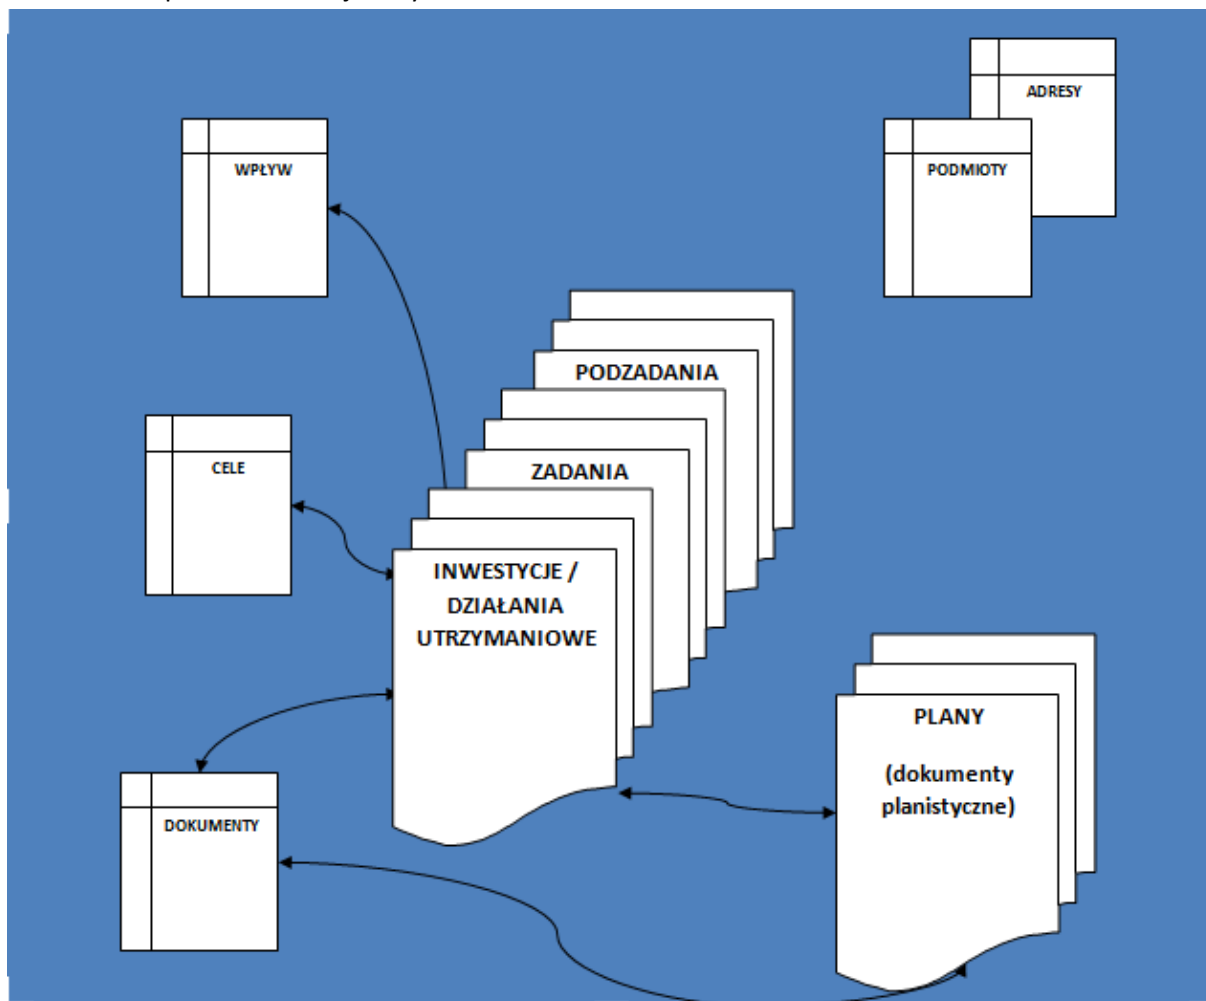 ADRESY
WPŁYW
PODMIOTY
PODZADANIA
CELE
ZADANIA
INWESTYCJE /
DZIAŁANIA
UTRZYMANIOWE
PLANY
(dokumenty
planistyczne)
DOKUMENTY